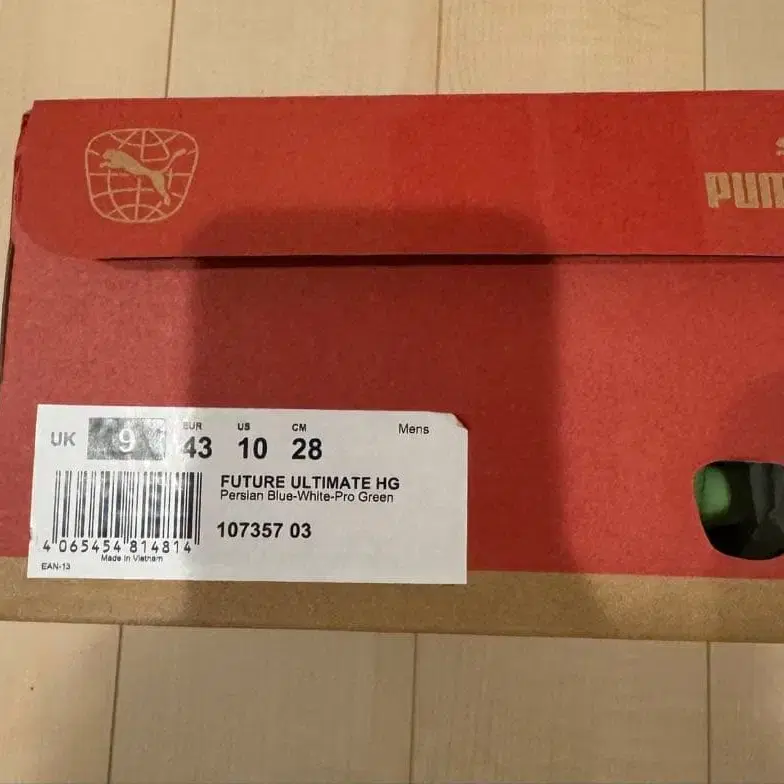 PUM
UK 9 EUR 43 US 10 CM 28 Mens
FUTURE ULTIMATE HG
Persian Blue-White-Pro Green
107357 03
4 065454 814814
Made in Vietnam
EAN-13